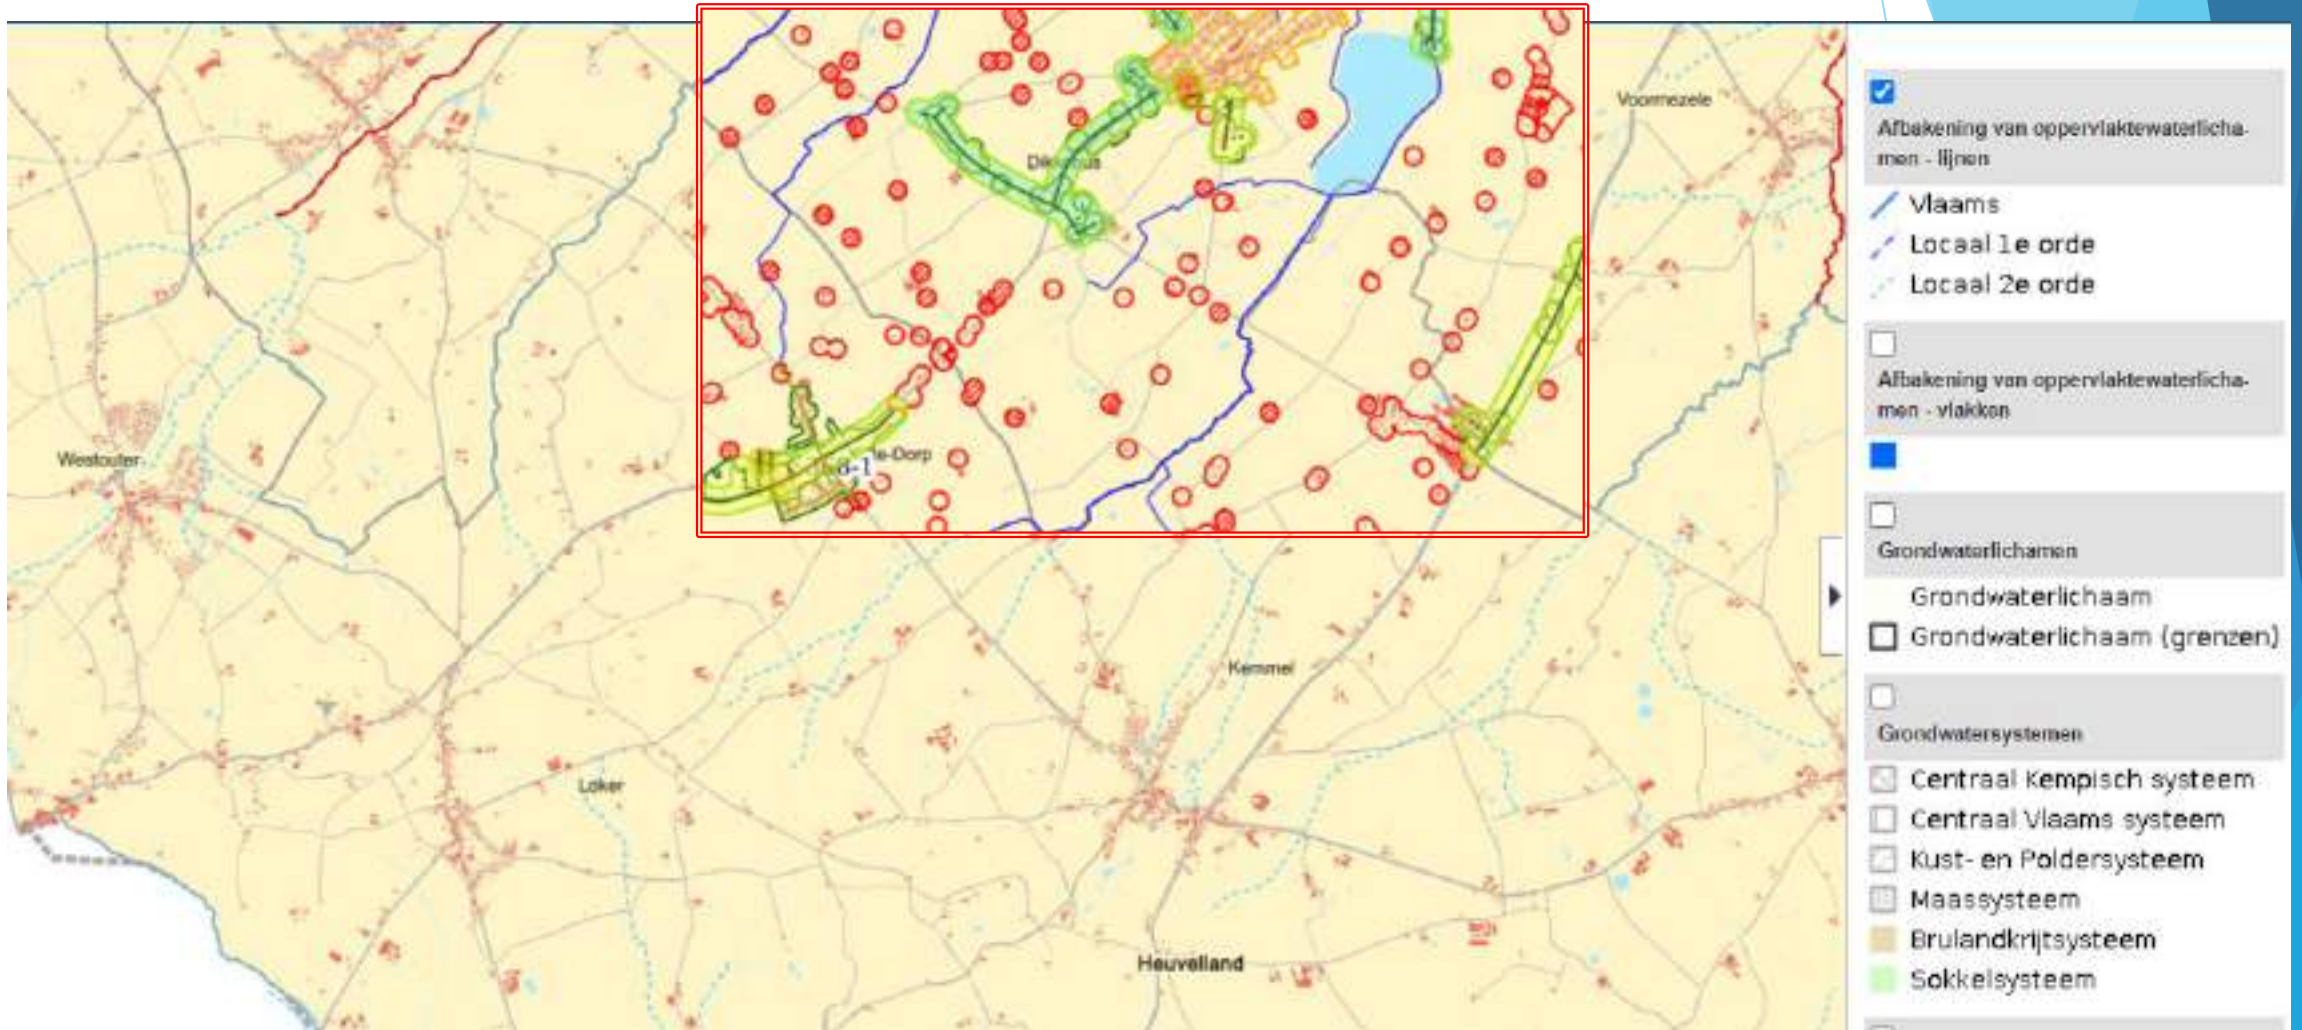 Voormezele
Westouter
Kemmel
Loker
Heuvelland
e-Dorp
Afbakening van oppervlaktewaterlicha-
men - lijnen
Vlaams
Locaal 1e orde
Locaal 2e orde
Afbakening van oppervlaktewaterlicha-
men - vlakken
Grondwaterlichamen
Grondwaterlichaam
Grondwaterlichaam (grenzen)
Grondwatersystemen
Centraal Kempisch systeem
Centraal Vlaams systeem
Kust- en Poldersysteem
Maassysteem
Brulandkrijtsysteem
Sokkelsysteem